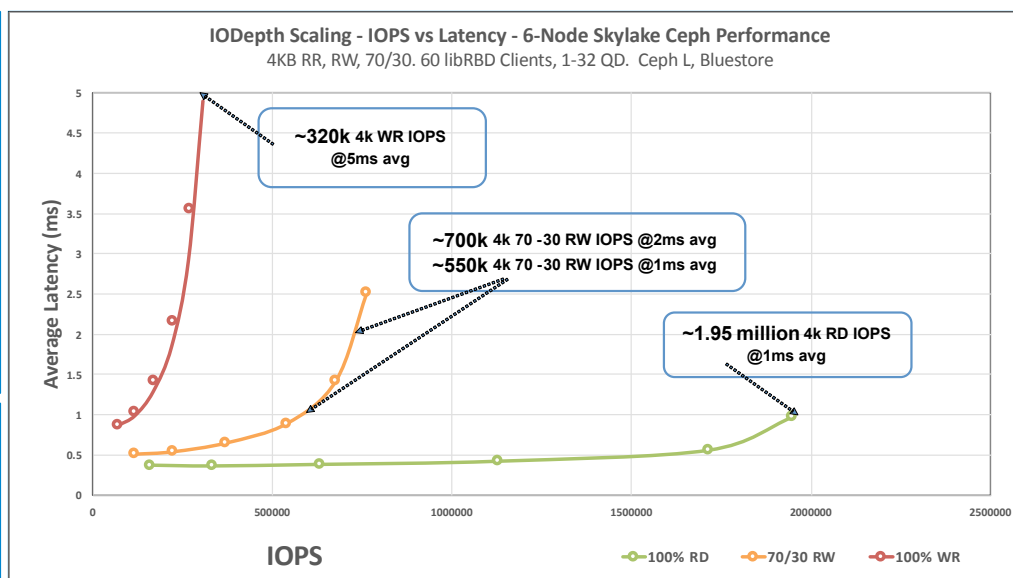 IODepth Scaling - IOPS vs Latency - 6-Node Skylake Ceph Performance
4KB RR, RW, 70/30. 60 libRBD Clients, 1-32 QD.  Ceph L, Bluestore
5
4.5
4
3.5
3
2.5
2
1.5
1
0.5
0
Average Latency (ms)
~320k 4k WR IOPS
@5ms avg
~700k 4k 70 -30 RW IOPS @2ms avg
~550k 4k 70 -30 RW IOPS @1ms avg
~1.95 million 4k RD IOPS
@1ms avg
0 500000 1000000 1500000 2000000 2500000
IOPS
100% RD 70/30 RW 100% WR